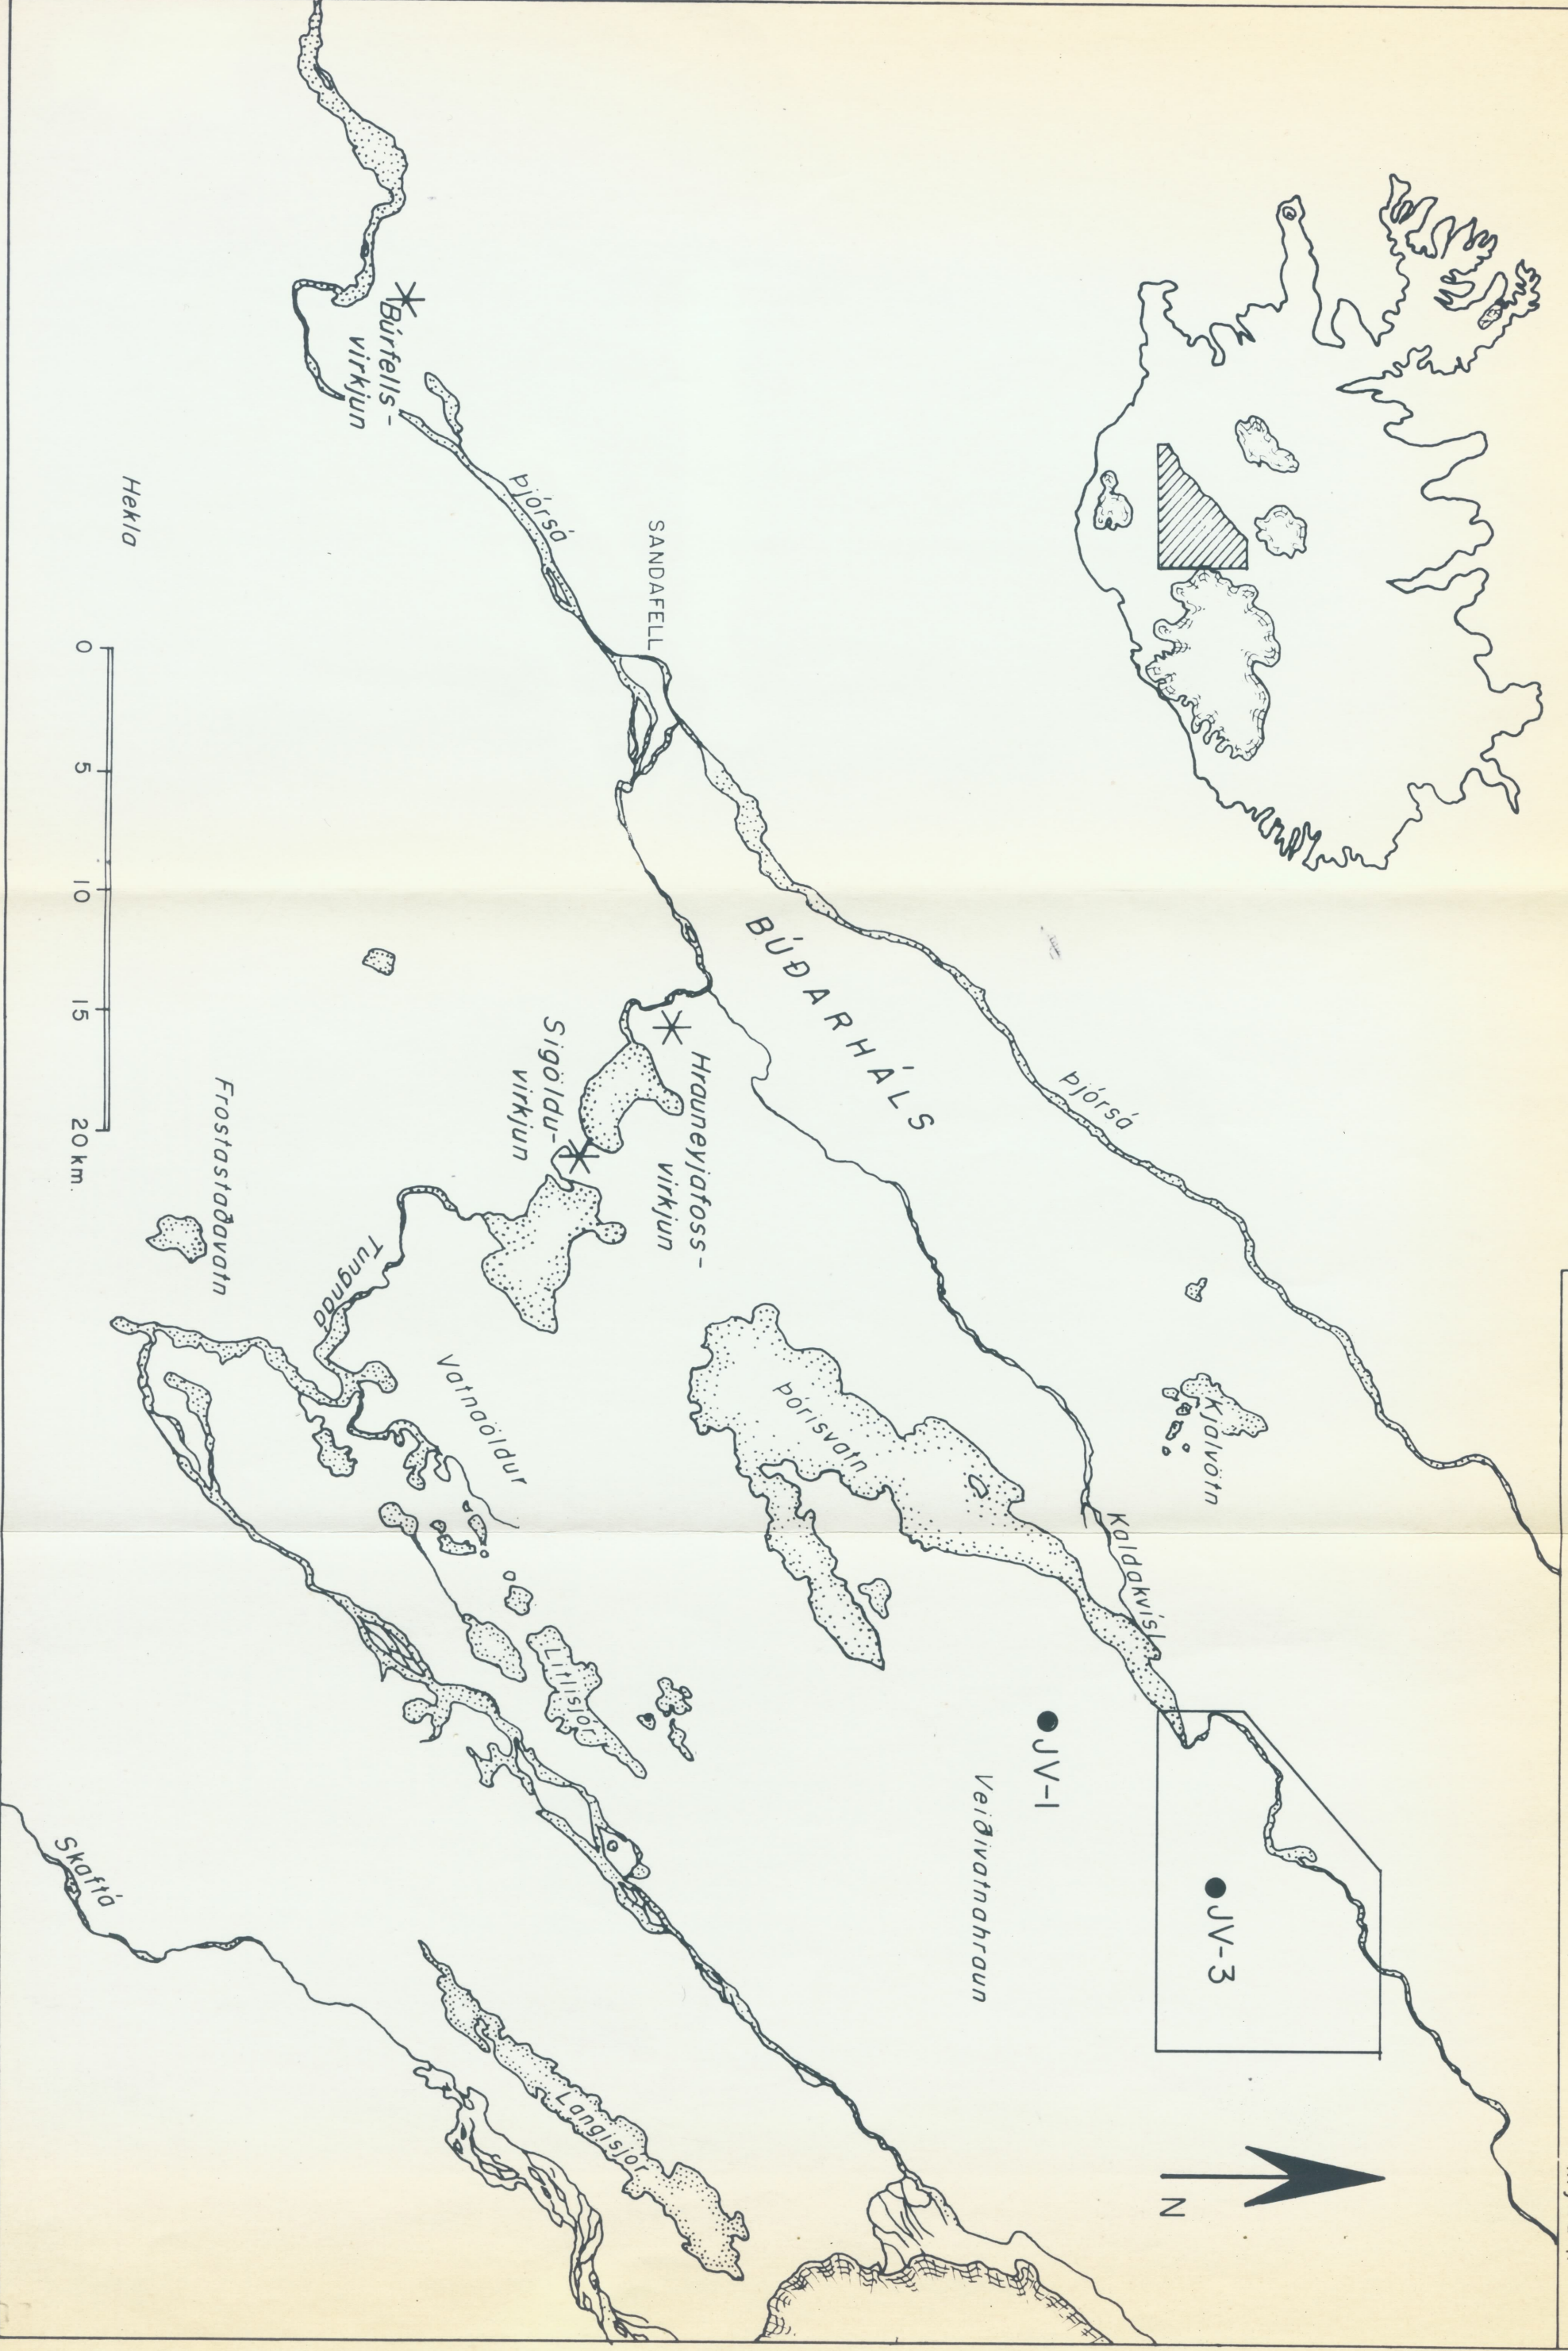 Þjórsá
Kjalvötn
Kaldakvísl
JV-3
N
JV-1
Þjórsá
Veiðivatnahraun
BÚÐARHÁLS
Þórisvatn
SANDAFELL
Hrauneyjafoss-
virkjun
Þjórsá
Sigöldu-
virkjun
Litlisjór
Langisjór
Vatnaöldur
Búrfells-
virkjun
Tungnaá
Frostastaðavatn
Hekla
Skaftá
0 5 10 15 20 km.